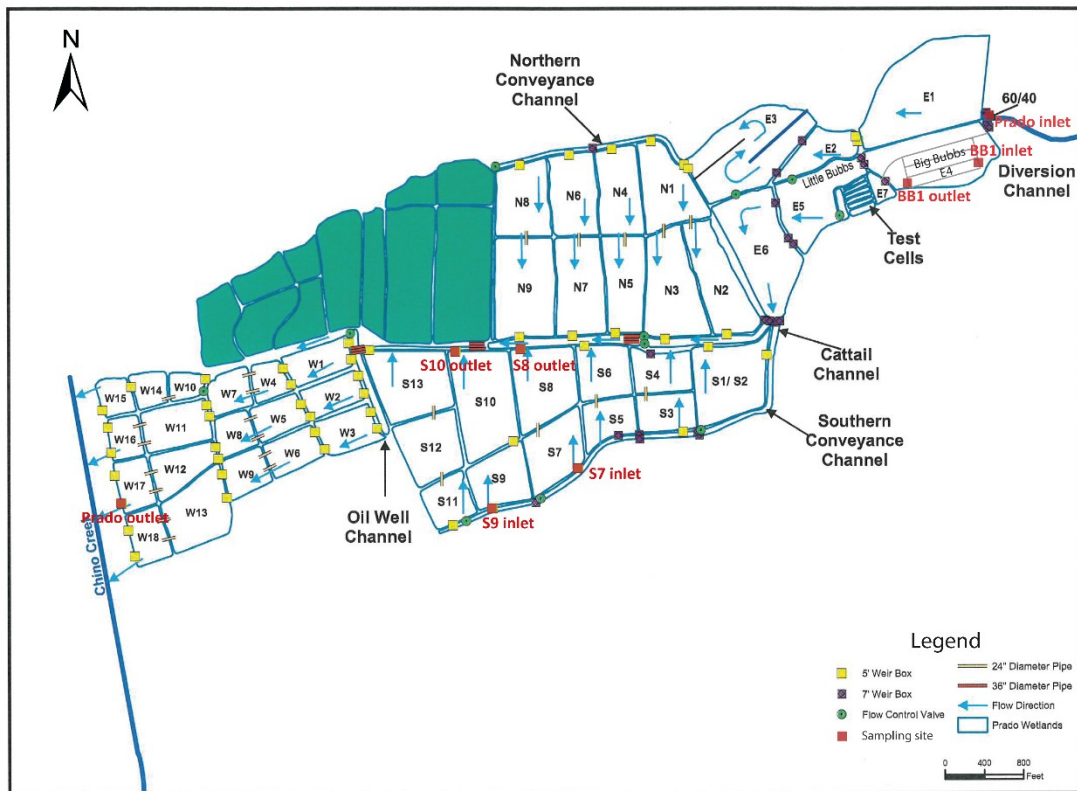 N
Northern
Conveyance
Channel
E3
E1
60/40
Prado inlet
E2
BB1 inlet
Big Bubbs
E4
Little Bubbs
Diversion
Channel
E7
BB1 outlet
N8
N6
N4
N1
E5
Test
Cells
E6
N9
N7
N5
N3
N2
Cattail
Channel
S10 outlet
S8 outlet
W1
W4
W7
W10
W14
W15
S13
S10
S8
S6
S4
S1/ S2
W2
W5
W8
W11
W16
W3
W6
W9
W12
W17
S12
S5
S3
Southern
Conveyance
Channel
S7
S7 inlet
S9
S11
S9 inlet
Oil Well
Channel
Prado outlet
W13
W18
Chino Creek
Legend
5' Weir Box
7' Weir Box
Flow Control Valve
Sampling site
24" Diameter Pipe
36" Diameter Pipe
Flow Direction
Prado Wetlands
0 400 800
Feet